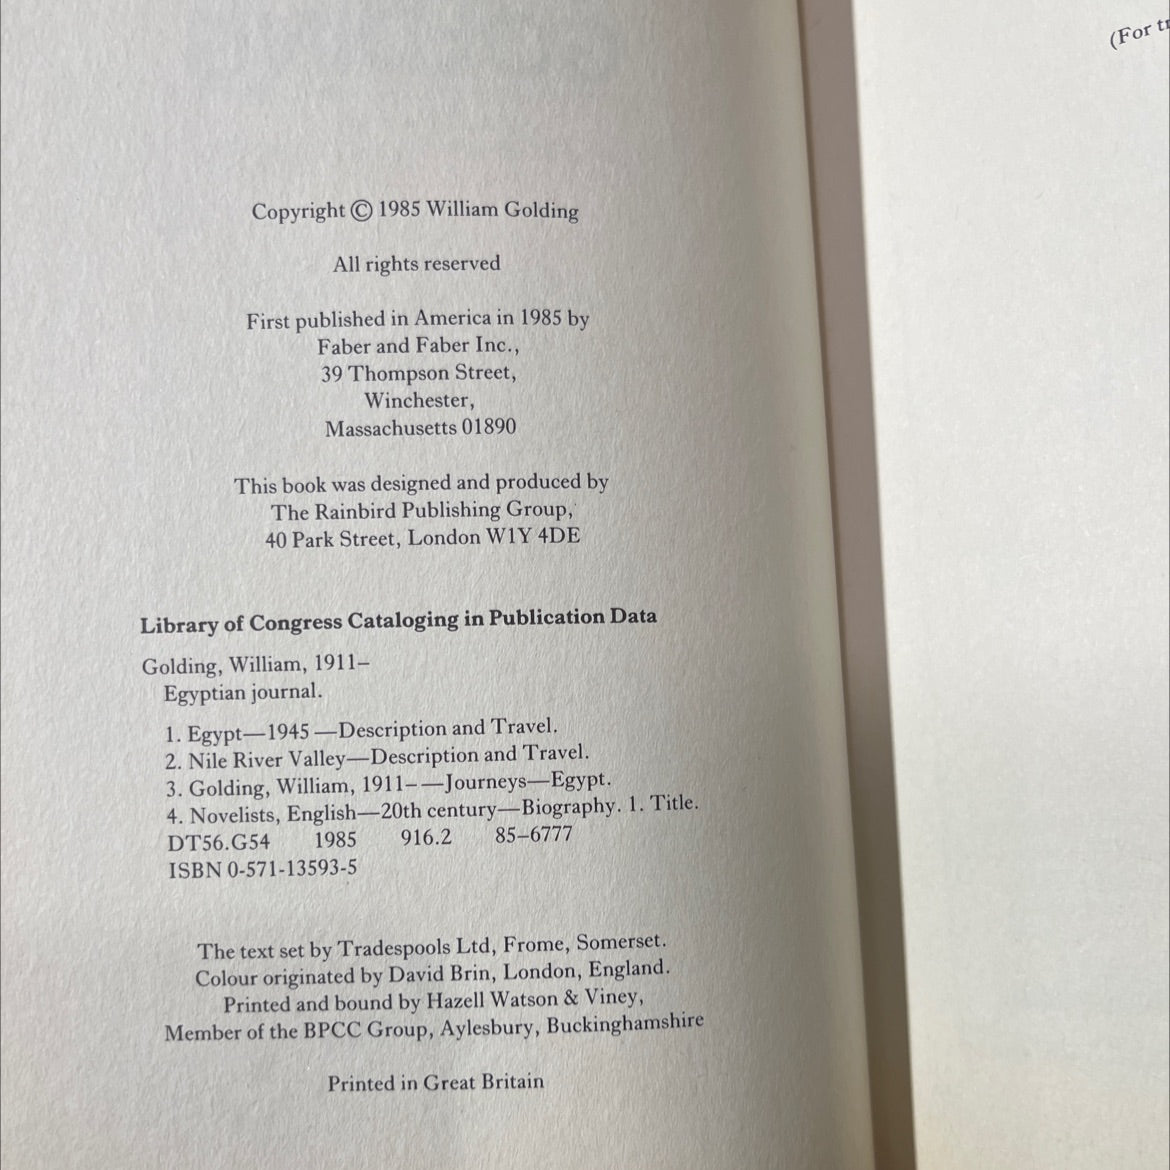 Copyright © 1985 William Golding
All rights reserved
First published in America in 1985 by
Faber and Faber Inc.,
39 Thompson Street,
Winchester,
Massachusetts 01890
This book was designed and produced by
The Rainbird Publishing Group,
40 Park Street, London W1Y 4DE
Library of Congress Cataloging in Publication Data
Golding, William, 1911–
Egyptian journal.
1. Egypt—1945 —Description and Travel.
2. Nile River Valley—Description and Travel.
3. Golding, William, 1911– —Journeys—Egypt.
4. Novelists, English—20th century—Biography. 1. Title.
DT56.G54 1985 916.2 85–6777
ISBN 0-571-13593-5
The text set by Tradespools Ltd, Frome, Somerset.
Colour originated by David Brin, London, England.
Printed and bound by Hazell Watson & Viney,
Member of the BPCC Group, Aylesbury, Buckinghamshire
Printed in Great Britain
(For